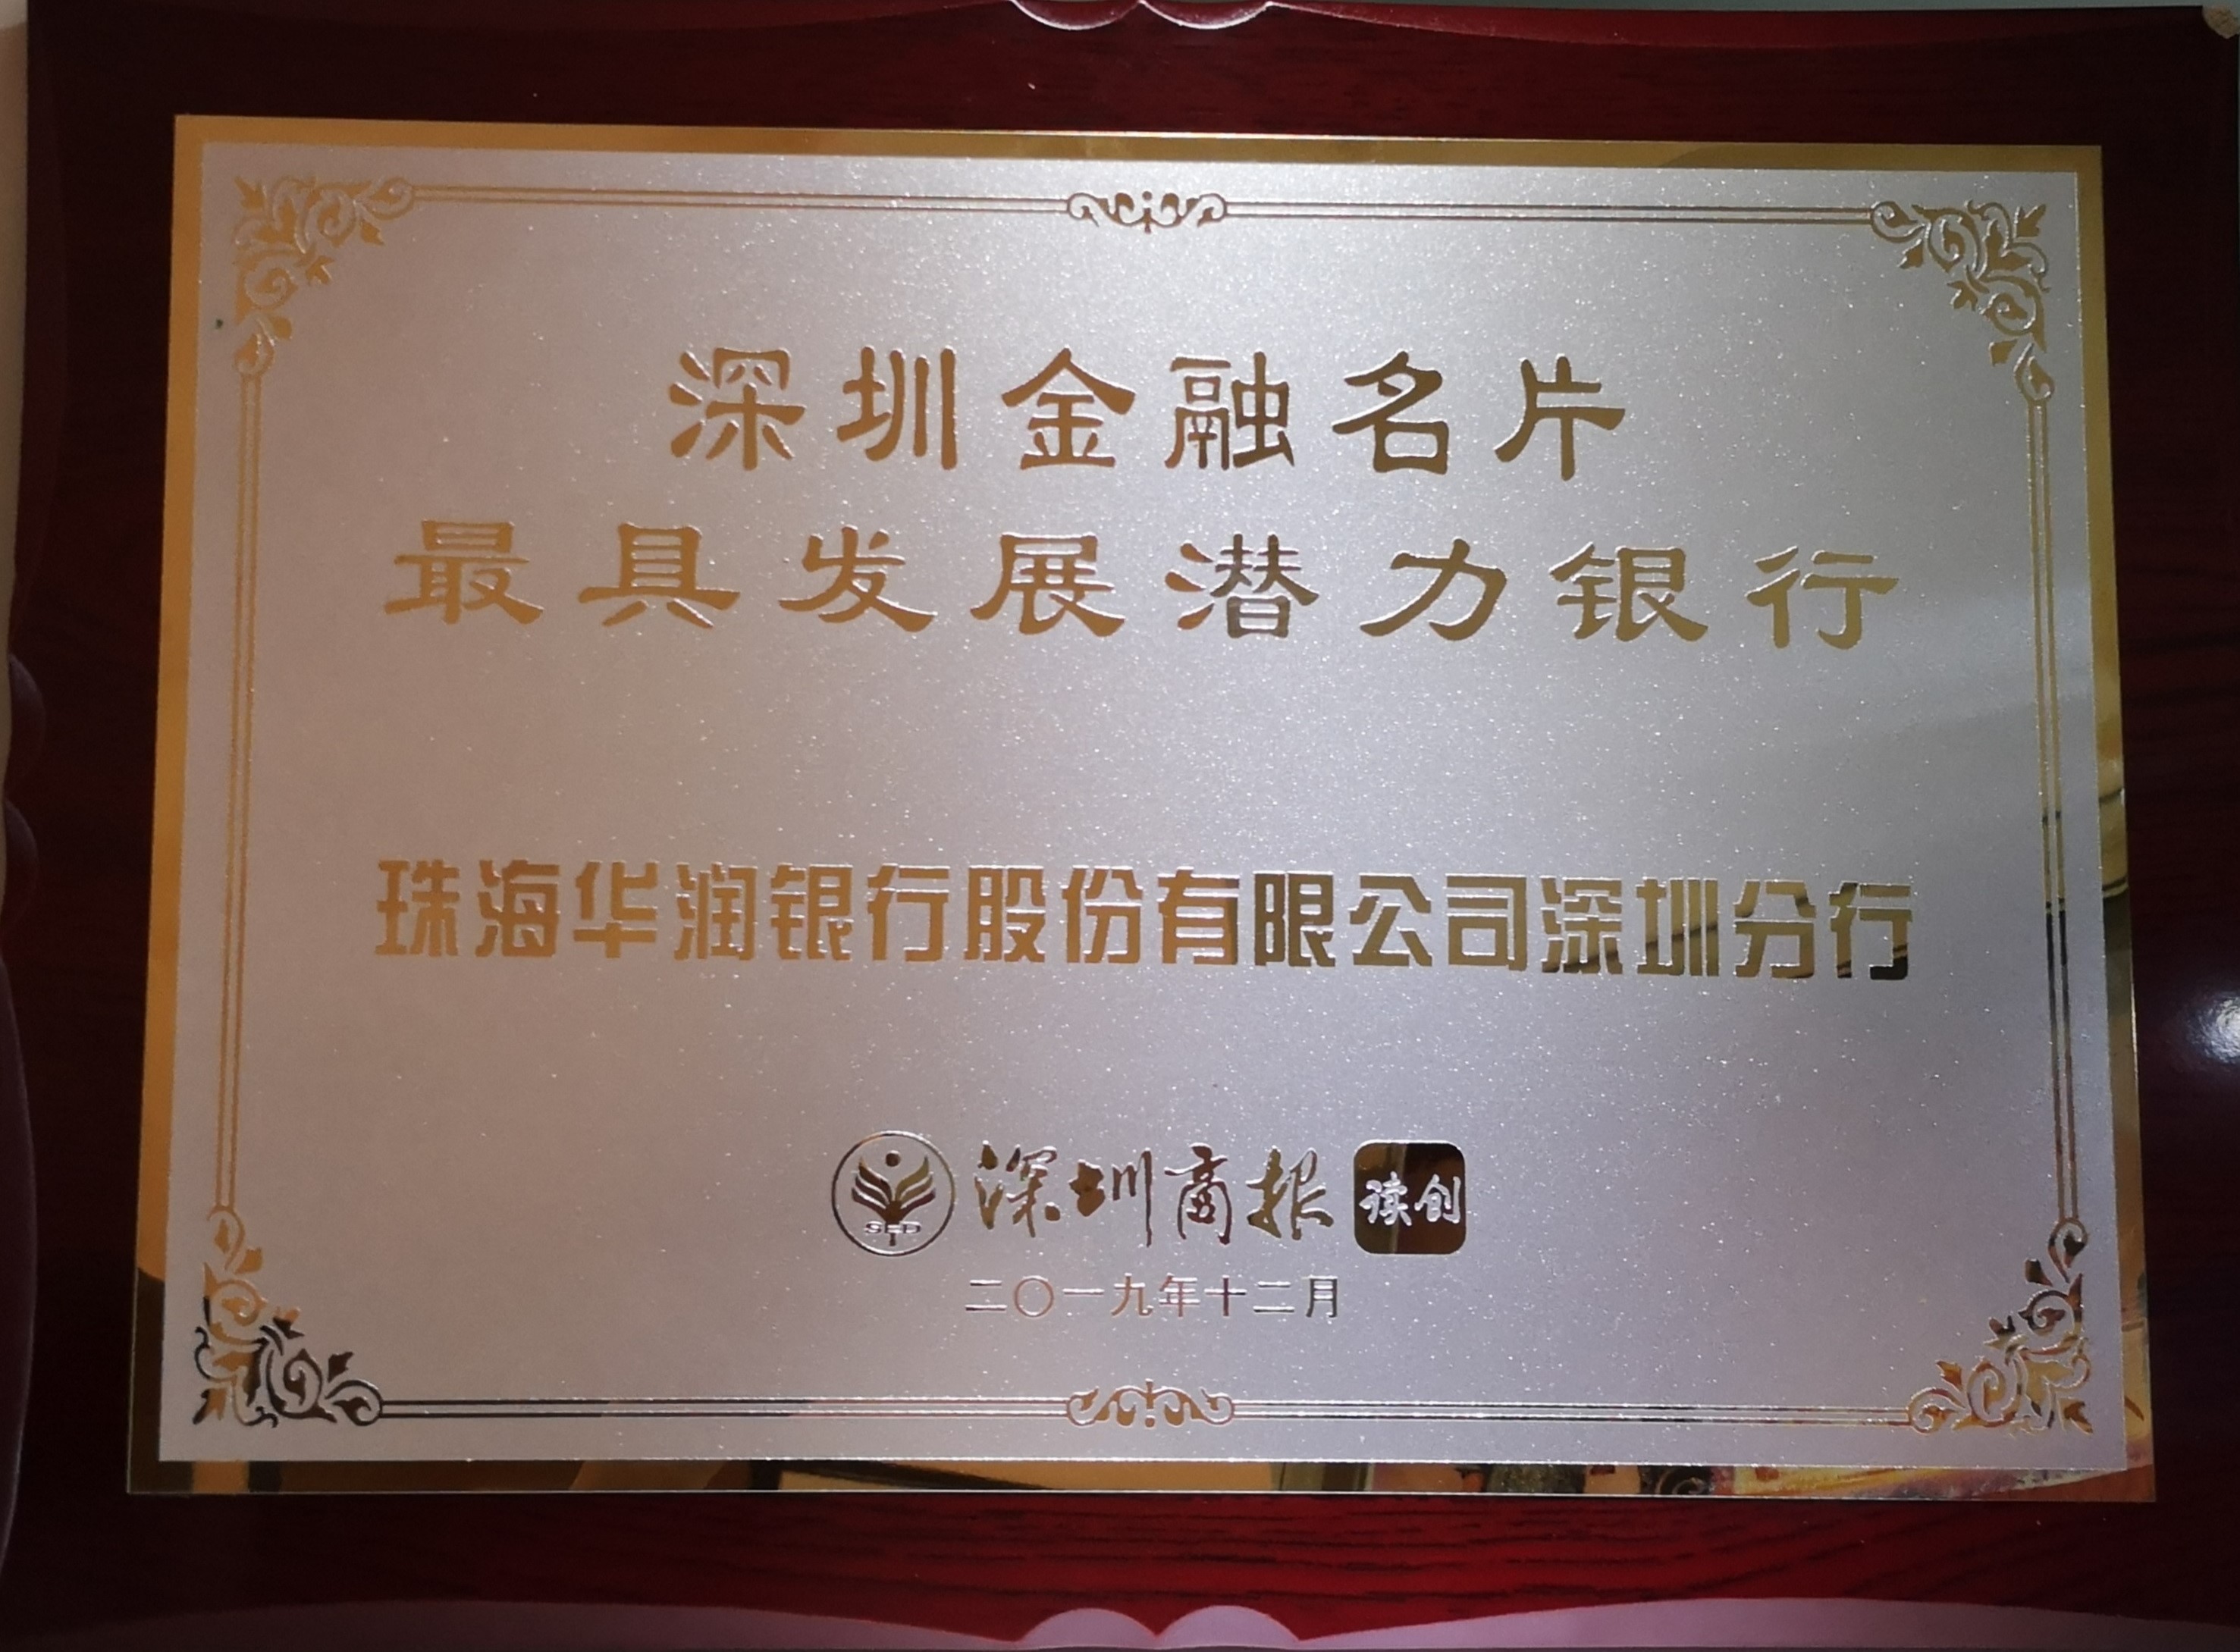 深圳金融名片
最具发展潜力银行
珠海华润银行股份有限公司深圳分行
SED 深圳商报 读创
二〇一九年十二月